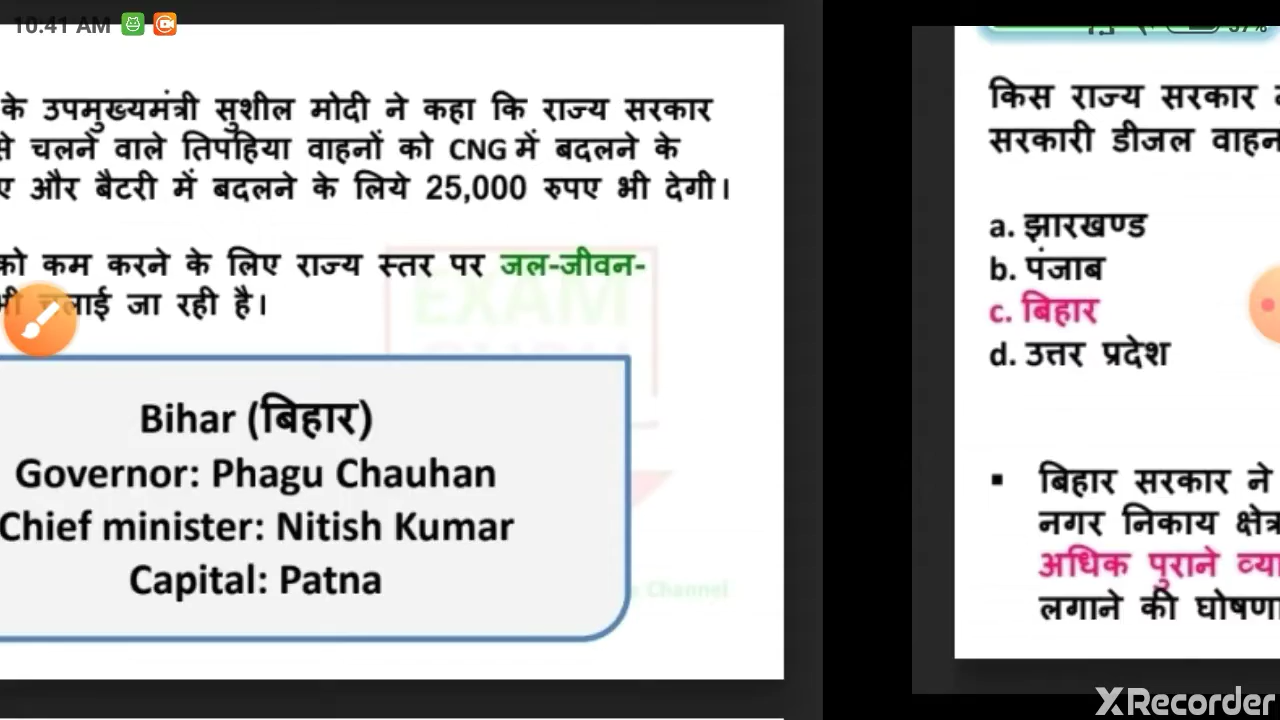 10:41 AM
के उपमुख्यमंत्री सुशील मोदी ने कहा कि राज्य सरकार
से चलने वाले तिपहिया वाहनों को CNG में बदलने के
और बैटरी में बदलने के लिये 25,000 रुपए भी देगी।
को कम करने के लिए राज्य स्तर पर जल-जीवन-
जा रही है।
EXAM
Bihar (बिहार)
Governor: Phagu Chauhan
Chief minister: Nitish Kumar
Capital: Patna
Channel
किस राज्य सरकार
सरकारी डीजल वाहन
a. झारखण्ड
b. पंजाब
c. बिहार
d. उत्तर प्रदेश
▪ बिहार सरकार ने
नगर निकाय क्षेत्र
अधिक पुराने
लगाने की घोषणा
XRecorder